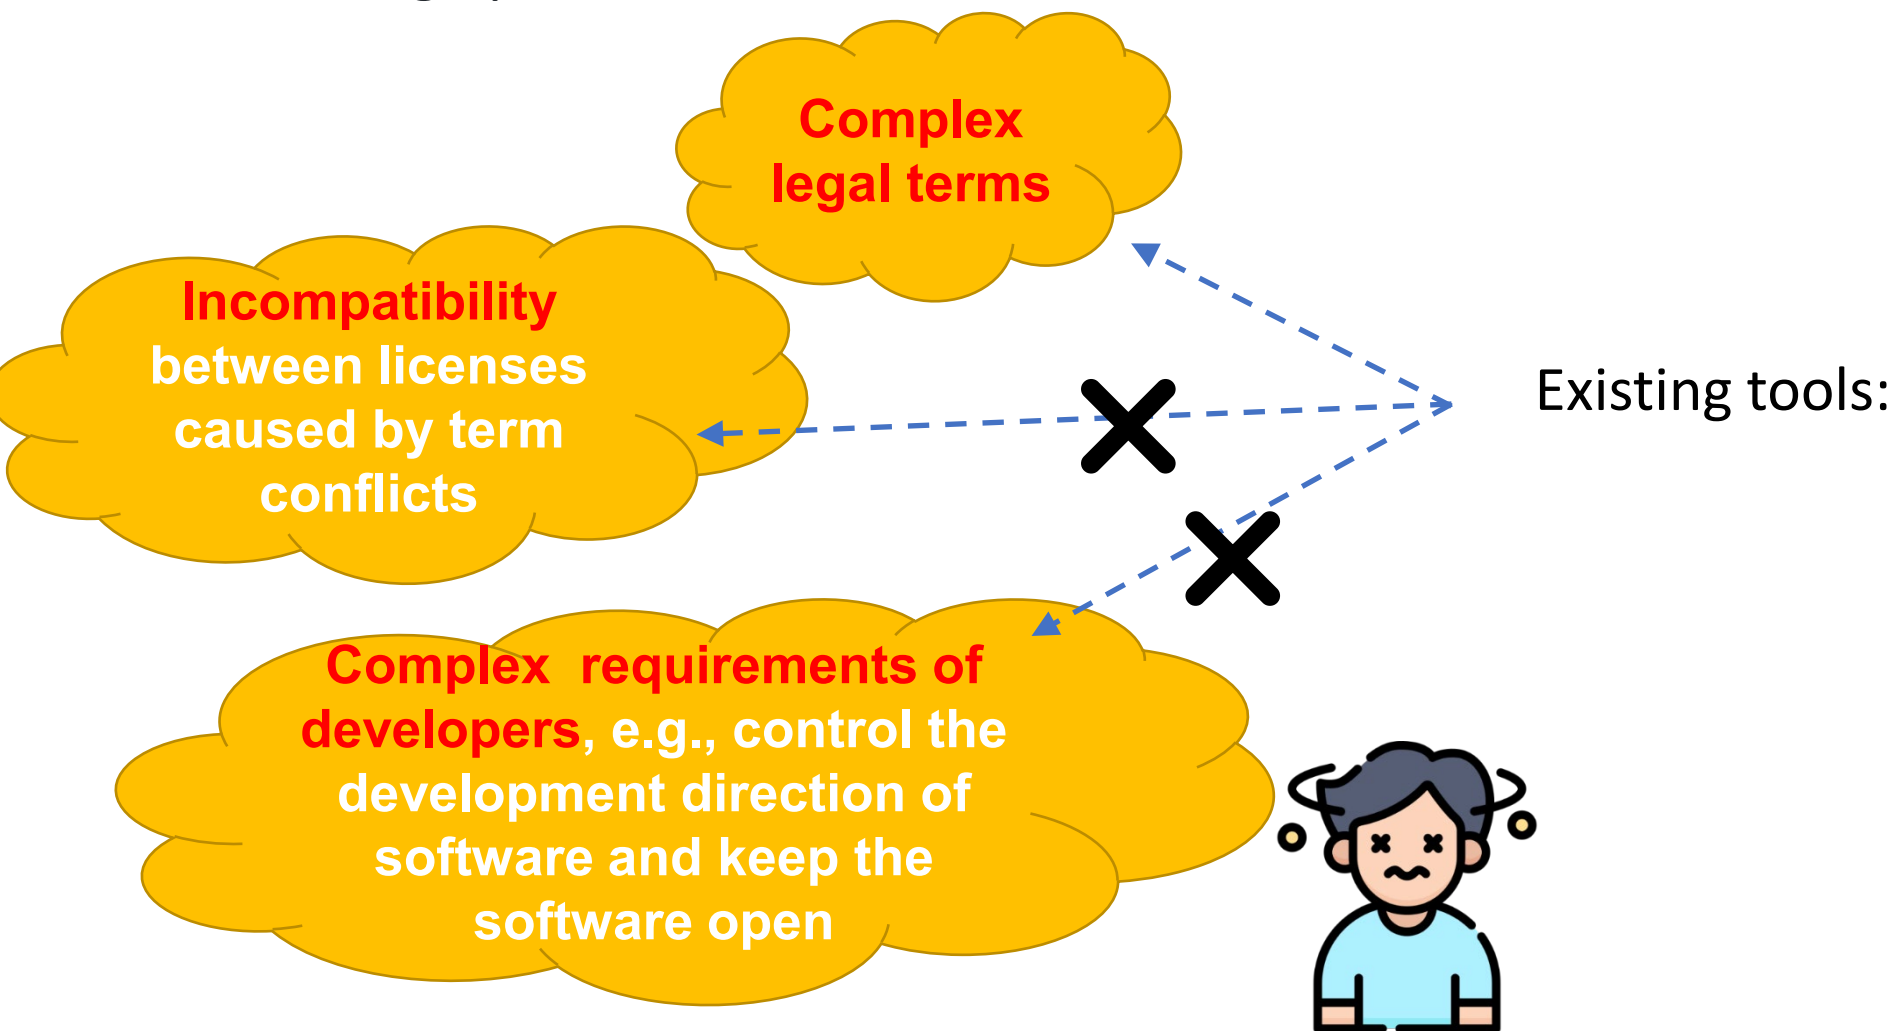 Complex
legal terms
Incompatibility
between licenses
caused by term
conflicts
Existing tools:
Complex  requirements of
developers, e.g., control the
development direction of
software and keep the
software open